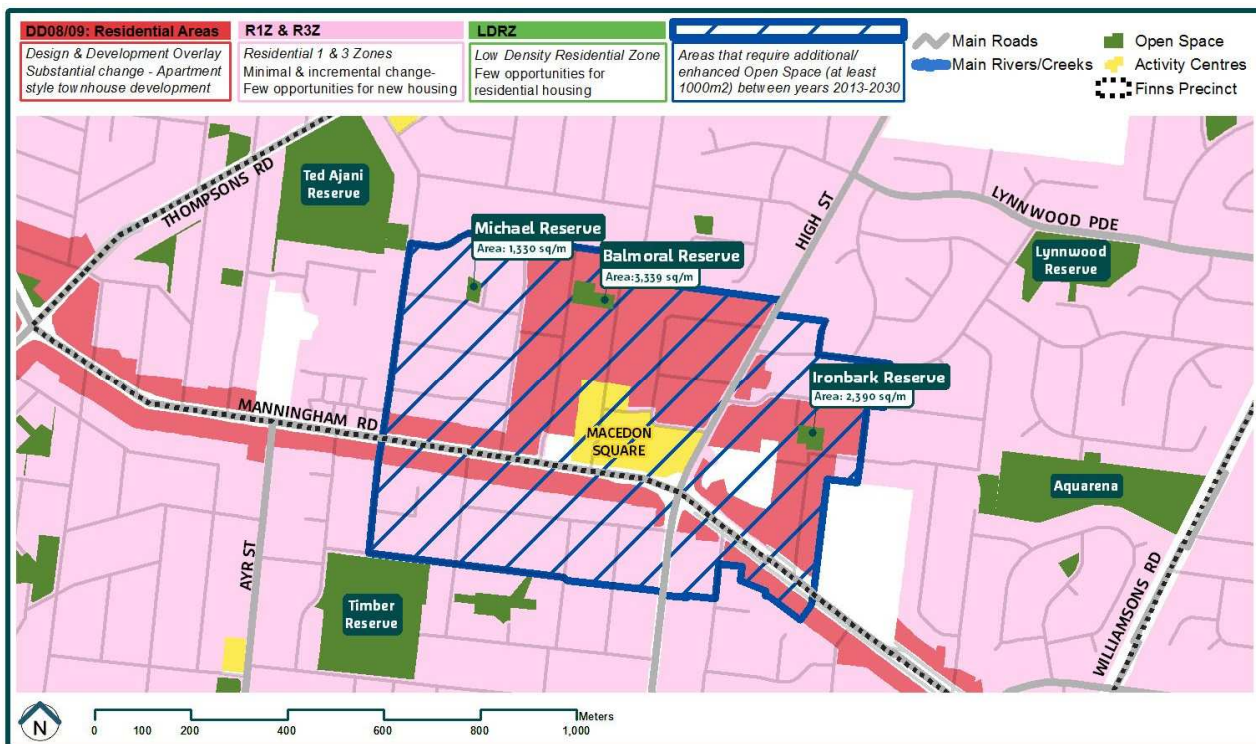 DD08/09: Residential Areas
Design & Development Overlay
Substantial change - Apartment
style townhouse development
R1Z & R3Z
Residential 1 & 3 Zones
Minimal & incremental change-
Few opportunities for new housing
LDRZ
Low Density Residential Zone
Few opportunities for
residential housing
Areas that require additional/
enhanced Open Space (at least
1000m2) between years 2013-2030
Main Roads
Main Rivers/Creeks
Open Space
Activity Centres
Finns Precinct
THOMPSONS RD
Ted Ajani
Reserve
Michael Reserve
Area: 1,330 sq/m
Balmoral Reserve
Area:3,339 sq/m
HIGH ST
LYNNWOOD PDE
Lynnwood
Reserve
Ironbark Reserve
Area: 2,390 sq/m
MANNINGHAM RD
MACEDON
SQUARE
Aquarena
AYR ST
Timber
Reserve
WILLIAMSONS RD
N
0 100 200 400 600 800 1,000
Meters